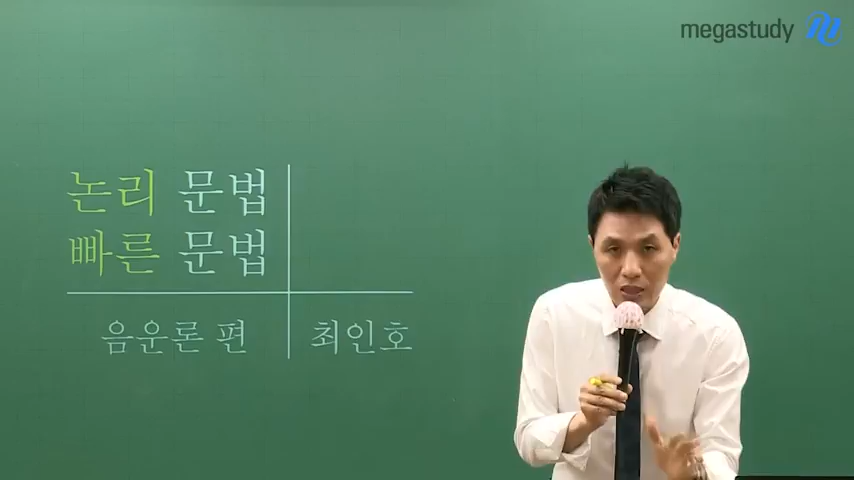 megastudy
논리 문법
빠른 문법
음운론 편
최인호